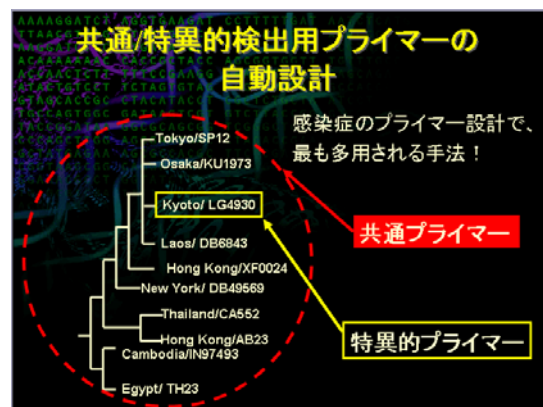 共通/特異的検出用プライマーの
自動設計
感染症のプライマー設計で、
最も多用される手法！
Tokyo/SP12
Osaka/KU1973
Kyoto/ LG4930
Laos/ DB6843
Hong Kong/XF0024
New York/ DB49569
Thailand/CA552
Hong Kong/AB23
Cambodia/IN97493
Egypt/ TH23
共通プライマー
特異的プライマー